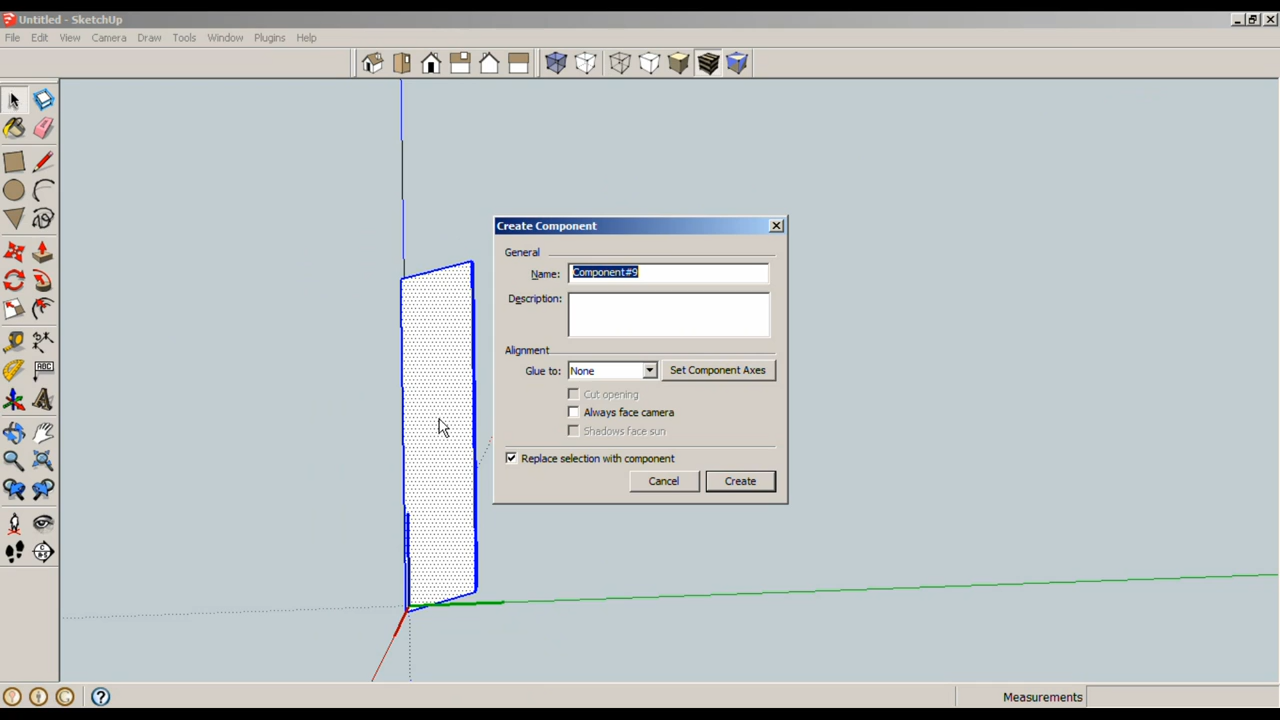 Untitled - SketchUp
File Edit View Camera Draw Tools Window Plugins Help
ABC
Create Component
General
Name: Component#9
Description:
Alignment
Glue to: None Set Component Axes
Cut opening
Always face camera
Shadows face sun
Replace selection with component
Cancel Create
Measurements